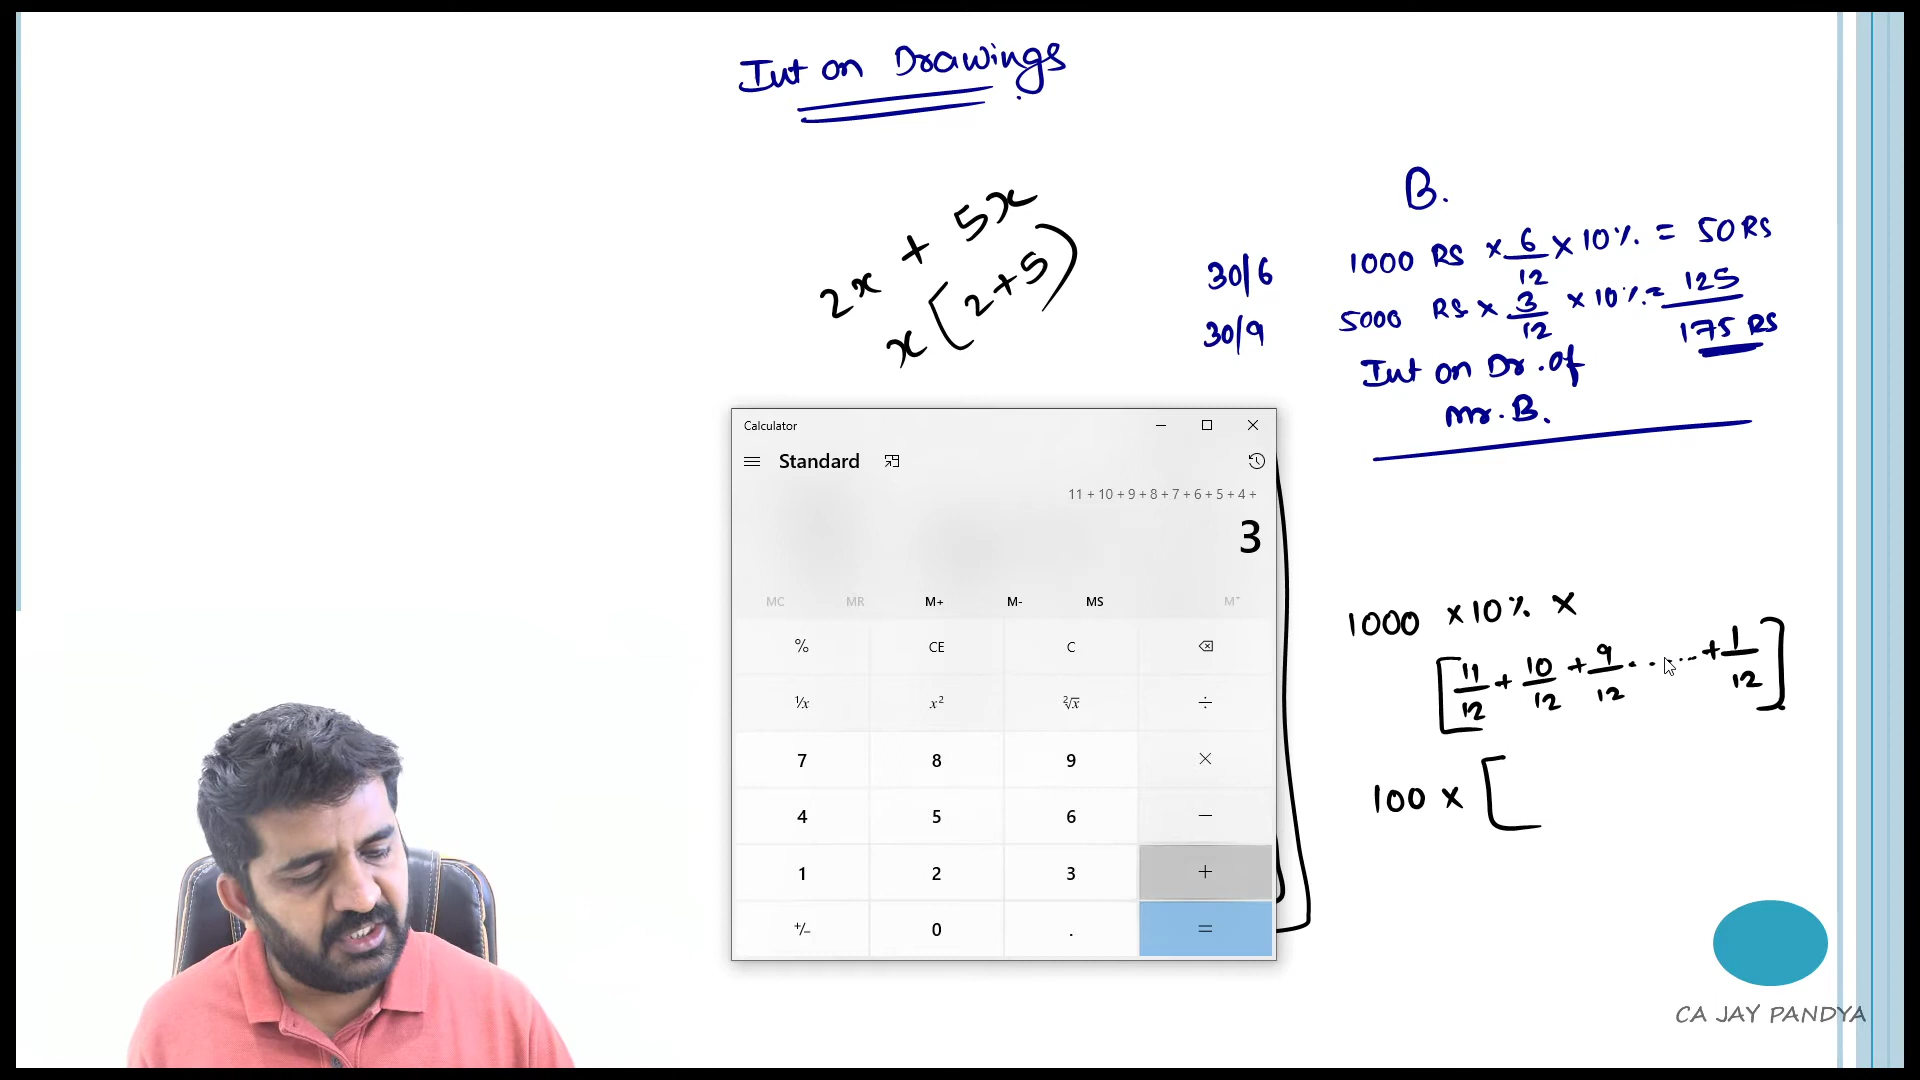 Int on Drawings
2x + 5x
x [2+5)
B.
30/6 1000 RS × 6/12 × 10% = 50 RS
30/9 5000 RS × 3/12 × 10% = 125
175 RS
Int on Dr. of
Mr. B.
Calculator
Standard
11 + 10 + 9 + 8 + 7 + 6 + 5 + 4 +
3
MC MR M+ M- MS M˅
% CE C ⌫
¹/x x² ²√x ÷
7 8 9 ×
4 5 6 −
1 2 3 +
+/− 0 . =
1000 × 10% ×
[11/12 + 10/12 + 9/12 ...... + 1/12]
100 × [
CA JAY PANDYA